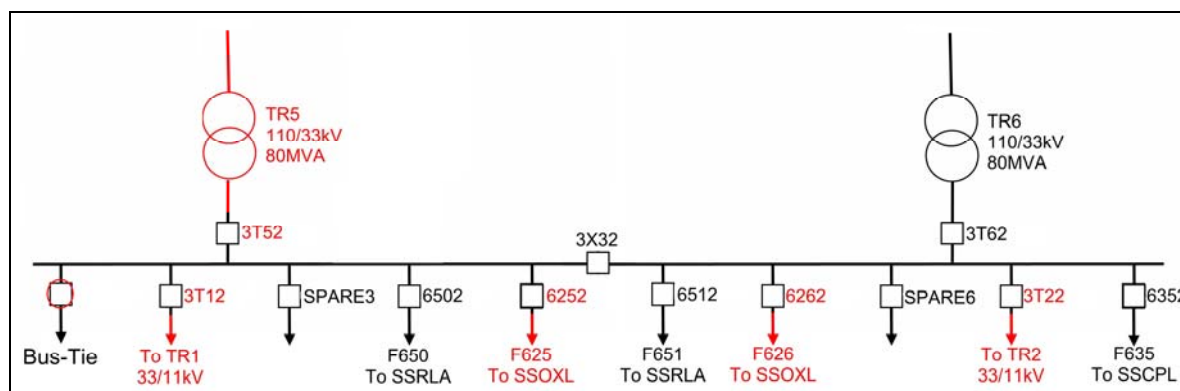 TR5
110/33kV
80MVA
TR6
110/33kV
80MVA
3T52
3X32
3T62
3T12
SPARE3
6502
6252
6512
6262
SPARE6
3T22
6352
Bus-Tie
To TR1
33/11kV
F650
To SSRLA
F625
To SSOXL
F651
To SSRLA
F626
To SSOXL
To TR2
33/11kV
F635
To SSCPL